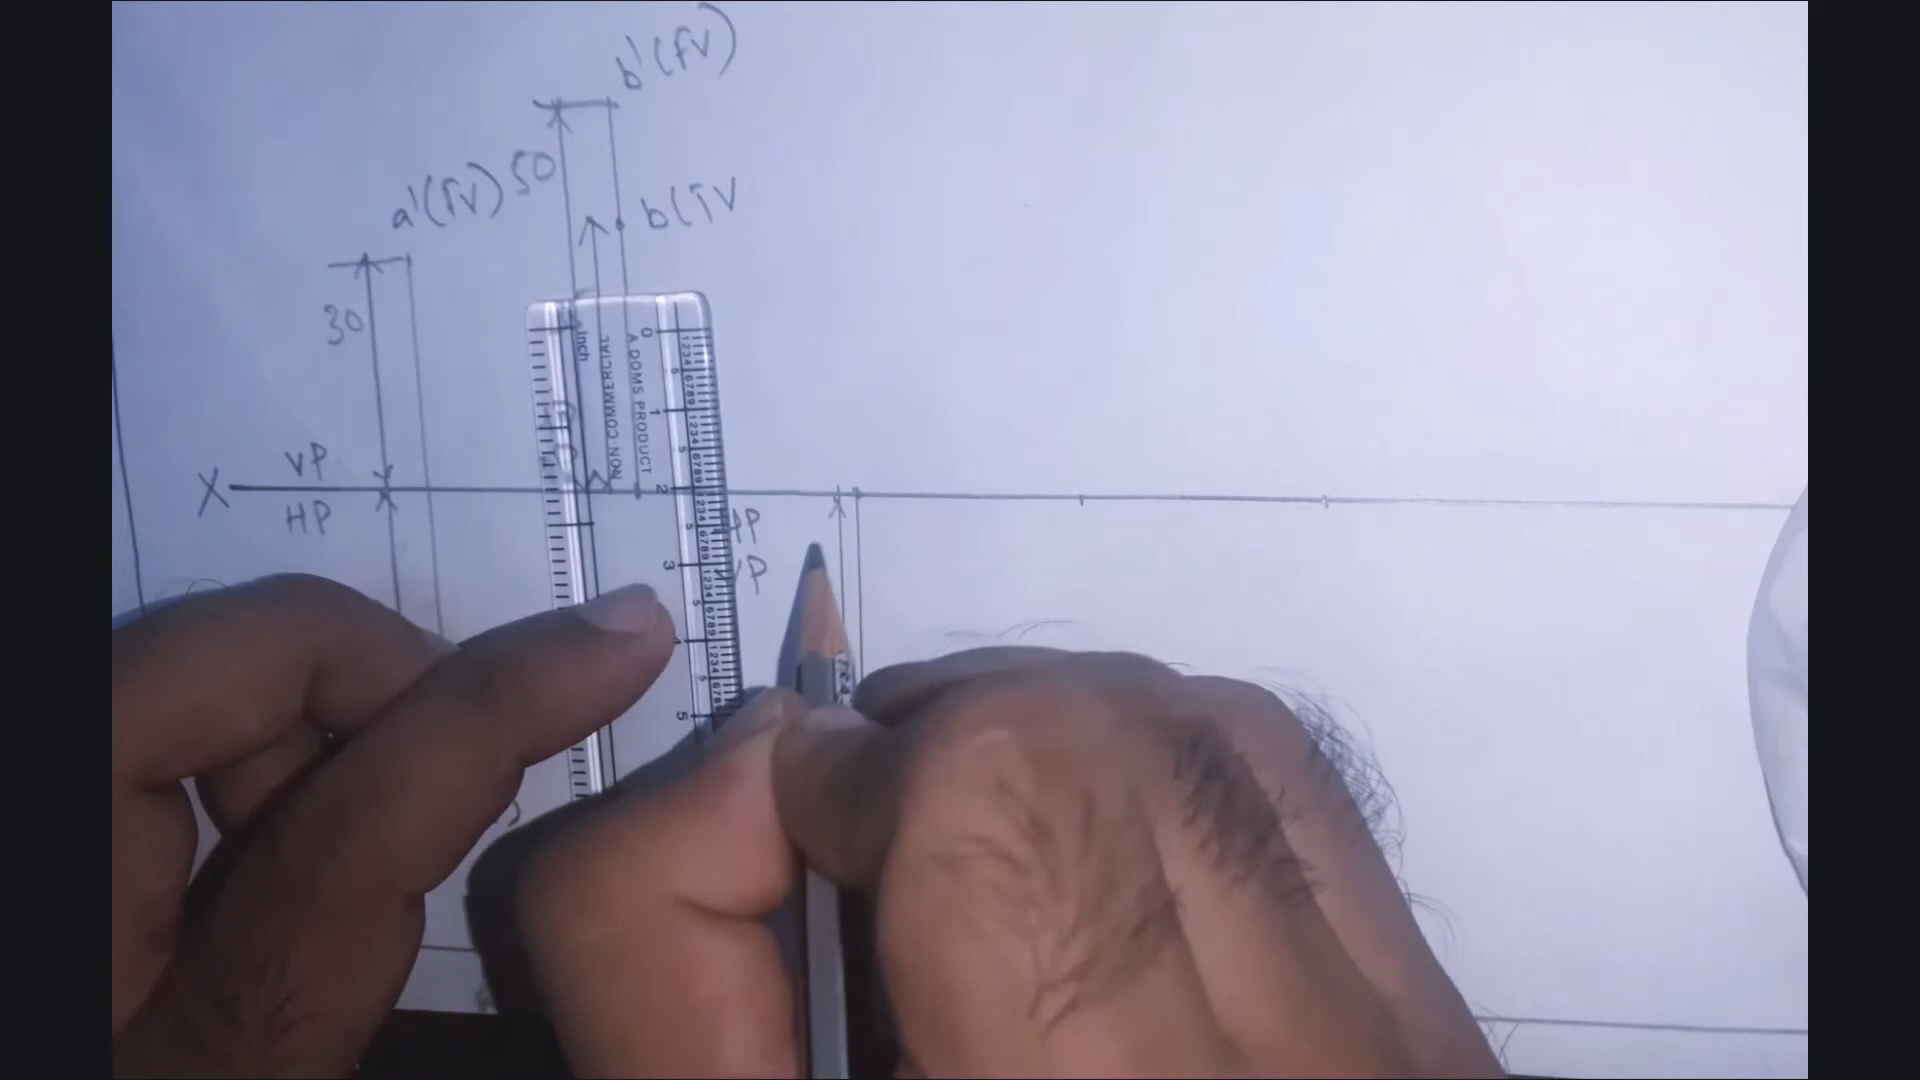 b'(fV)
50
b(TV
a'(fV)
30
VP
X
HP
HP
VP
Inch
NON-COMMERCIAL
A DOMS PRODUCT
0
1
2
3
4
5